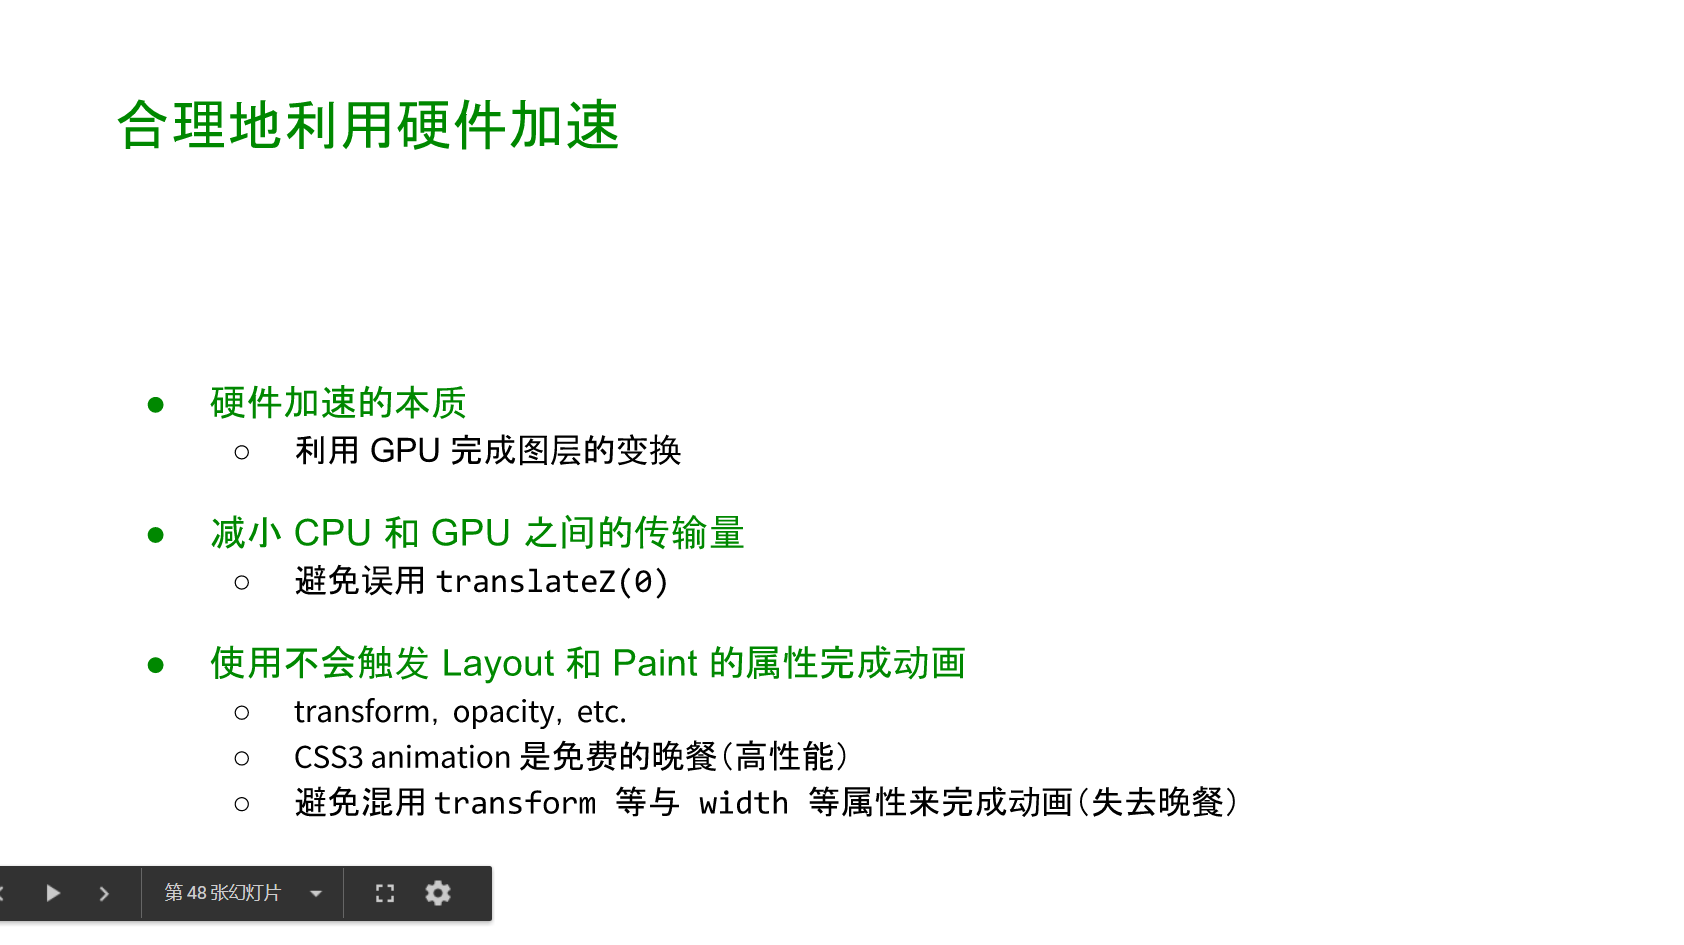 合理地利用硬件加速
● 硬件加速的本质
○ 利用 GPU 完成图层的变换
● 减小 CPU 和 GPU 之间的传输量
○ 避免误用 translateZ(0)
● 使用不会触发 Layout 和 Paint 的属性完成动画
○ transform, opacity, etc.
○ CSS3 animation 是免费的晚餐（高性能）
○ 避免混用 transform 等与 width 等属性来完成动画（失去晚餐）
第 48 张幻灯片